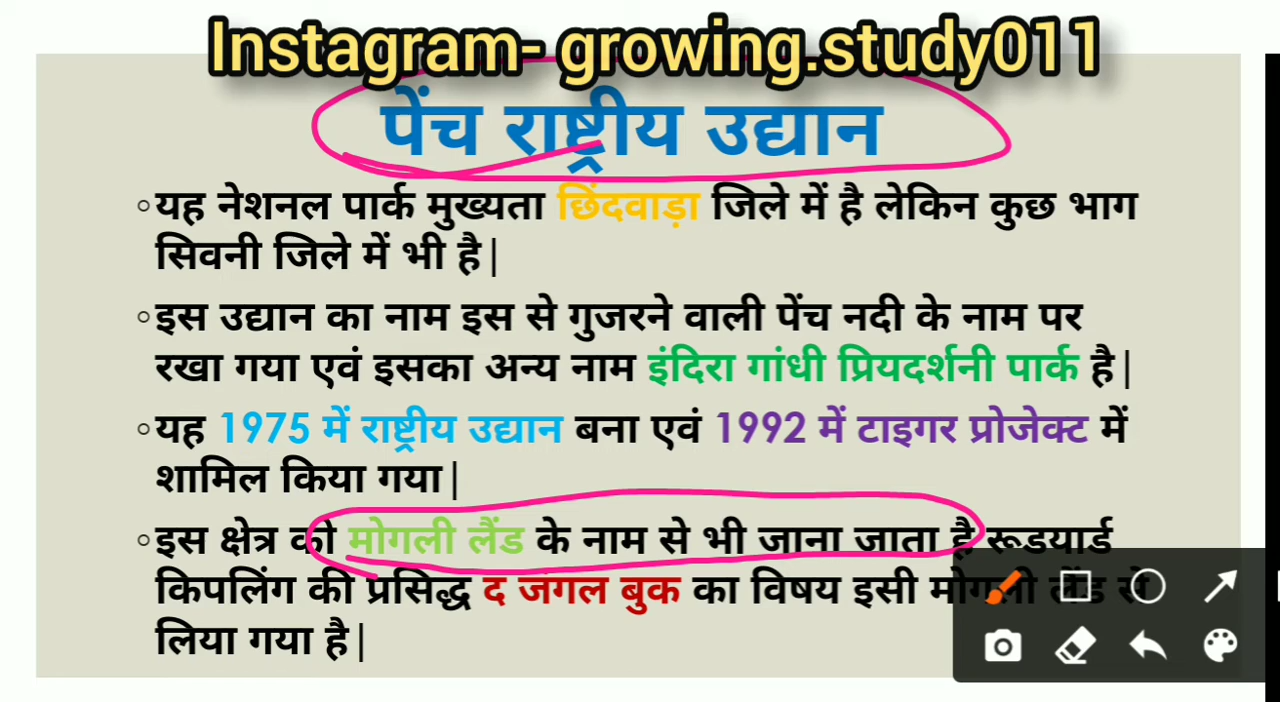 Instagram- growing.study011
पेंच राष्ट्रीय उद्यान
◦यह नेशनल पार्क मुख्यता छिंदवाड़ा जिले में है लेकिन कुछ भाग
सिवनी जिले में भी है|
◦इस उद्यान का नाम इस से गुजरने वाली पेंच नदी के नाम पर
रखा गया एवं इसका अन्य नाम इंदिरा गांधी प्रियदर्शनी पार्क है|
◦यह 1975 में राष्ट्रीय उद्यान बना एवं 1992 में टाइगर प्रोजेक्ट में
शामिल किया गया|
◦इस क्षेत्र को मोगली लैंड के नाम से भी जाना जाता है रूडयार्ड
किपलिंग की प्रसिद्ध द जंगल बुक का विषय इसी मोगली लैंड से
लिया गया है|